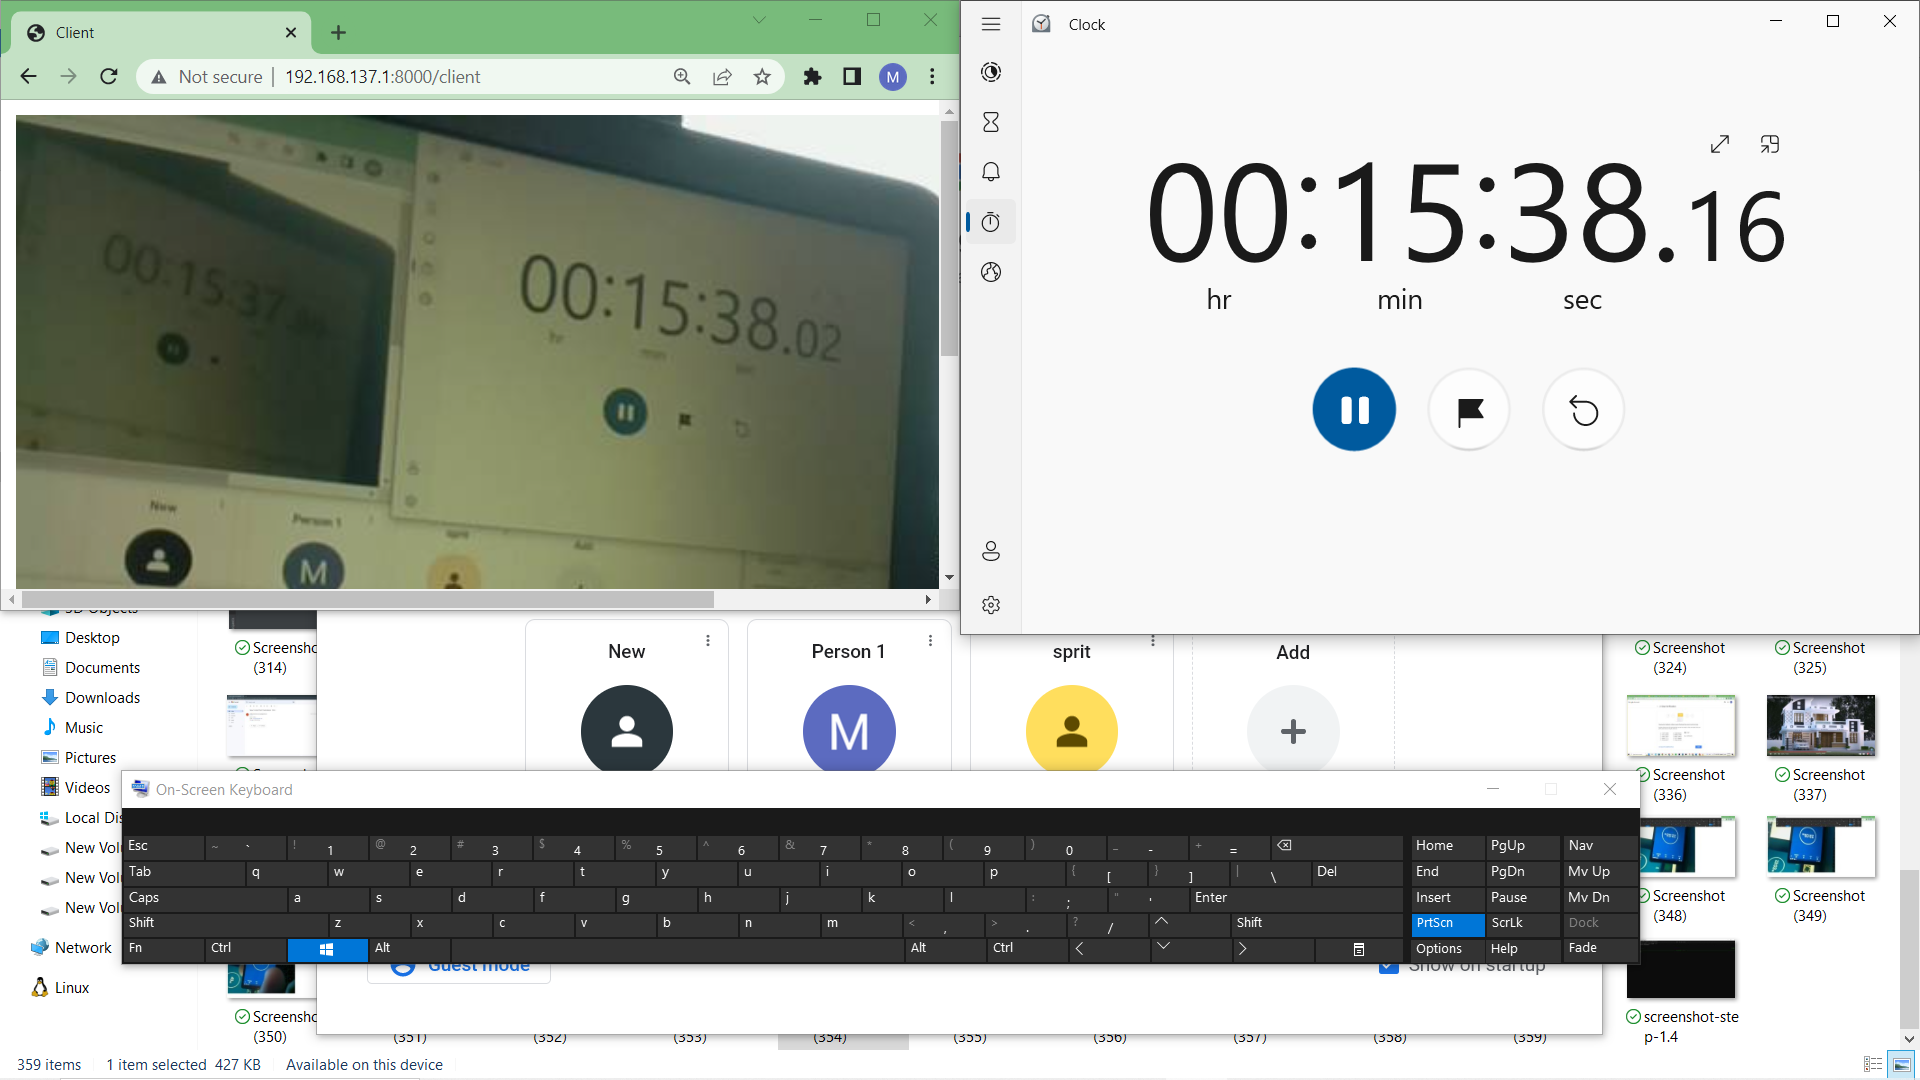 Client
Not secure | 192.168.137.1:8000/client
M
00:15:37
00:15:38.02
hr
min
sec
New
Person 1
sprit
Add
M
Clock
00:15:38.16
hr
min
sec
3D Objects
Desktop
Documents
Downloads
Music
Pictures
Videos
Local Dis
New Volu
New Volu
New Volu
Network
Linux
Screensho
(314)
New
Person 1
sprit
Add
M
Screenshot
(324)
Screenshot
(325)
Screenshot
(336)
Screenshot
(337)
Screenshot
(348)
Screenshot
(349)
On-Screen Keyboard
Esc ~ ` ! 1 @ 2 # 3 $ 4 % 5 ^ 6 & 7 * 8 ( 9 ) 0 _ - + = Home PgUp Nav
Tab q w e r t y u i o p { [ } ] | \ Del End PgDn Mv Up
Caps a s d f g h j k l : ; " ' Enter Insert Pause Mv Dn
Shift z x c v b n m < , > . ? / Shift PrtScn ScrLk Dock
Fn Ctrl Alt Alt Ctrl Options Help Fade
Guest mode
Show on startup
Screensho
(350)
(351)
(352)
(353)
(354)
(355)
(356)
(357)
(358)
(359)
screenshot-ste
p-1.4
359 items
1 item selected 427 KB
Available on this device